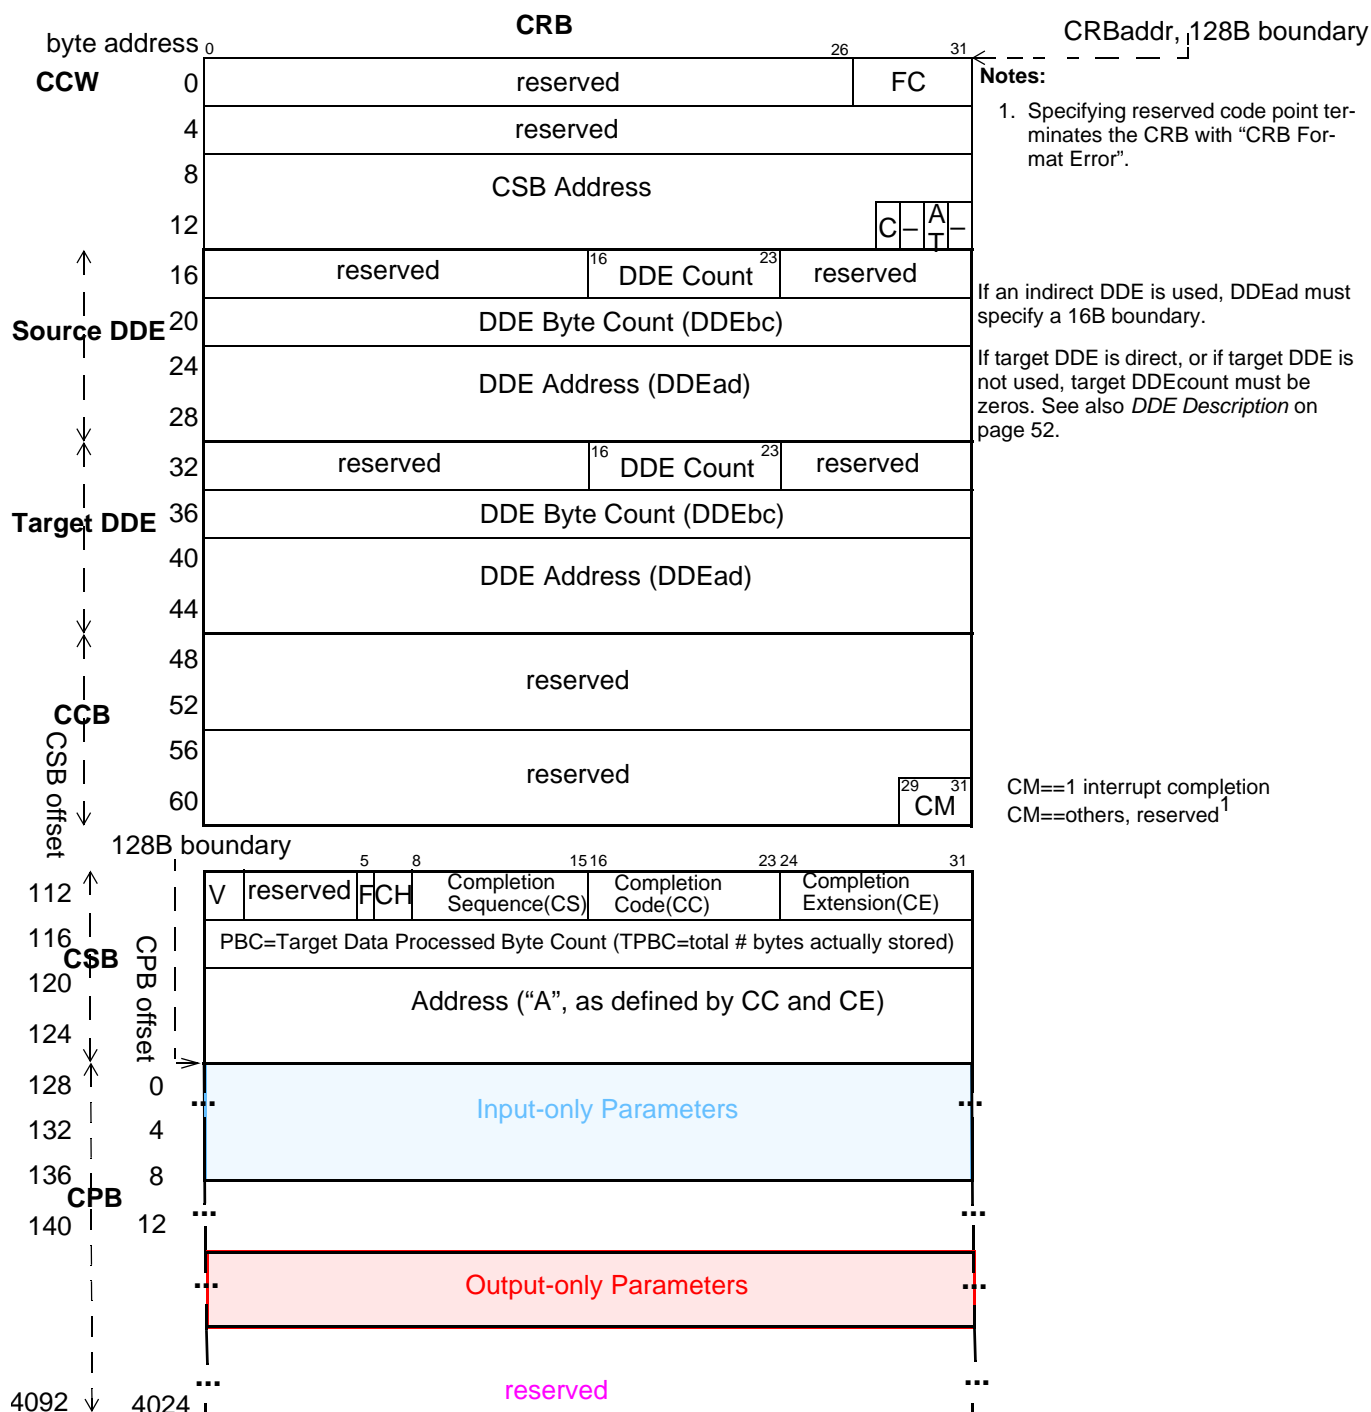 CRB
CRBaddr, 128B boundary
byte address 0 26 31
CCW 0 reserved FC
Notes:
1. Specifying reserved code point ter-
minates the CRB with “CRB For-
mat Error”.
4 reserved
8 CSB Address
12 C – AT –
16 reserved 16 DDE Count 23 reserved
If an indirect DDE is used, DDEad must
specify a 16B boundary.
Source DDE 20 DDE Byte Count (DDEbc)
If target DDE is direct, or if target DDE is
not used, target DDEcount must be
zeros. See also DDE Description on
page 52.
24 DDE Address (DDEad)
28
32 reserved 16 DDE Count 23 reserved
Target DDE 36 DDE Byte Count (DDEbc)
40 DDE Address (DDEad)
44
48
reserved
52
CCB
56
reserved
60 29 31
CM
CM==1 interrupt completion
CM==others, reserved1
CSB offset
128B boundary
5 8 15 16 23 24 31
112 V reserved F CH Completion Sequence(CS) Completion Code(CC) Completion Extension(CE)
116 PBC=Target Data Processed Byte Count (TPBC=total # bytes actually stored)
CSB
CPB offset
120 Address (“A”, as defined by CC and CE)
124
128 0
... Input-only Parameters ...
132 4
136 8
CPB
140 12 ... ...
... Output-only Parameters ...
... reserved ...
4092 4024